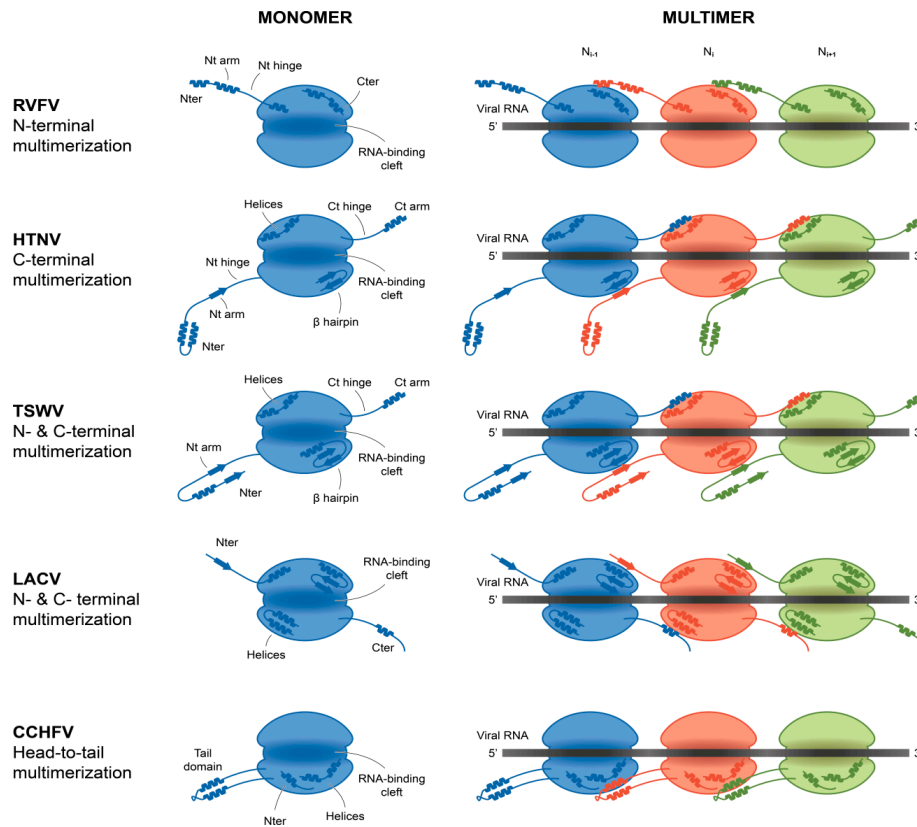 MONOMER
MULTIMER
RVFV
N-terminal
multimerization
Nt arm
Nt hinge
Nter
Cter
RNA-binding
cleft
Ni-1
Ni
Ni+1
Viral RNA
5'
3'
HTNV
C-terminal
multimerization
Helices
Ct hinge
Ct arm
Nt hinge
RNA-binding
cleft
Nt arm
Nter
β hairpin
Viral RNA
5'
3'
TSWV
N- & C-terminal
multimerization
Helices
Ct hinge
Ct arm
Nt arm
RNA-binding
cleft
Nter
β hairpin
Viral RNA
5'
3'
LACV
N- & C- terminal
multimerization
Nter
RNA-binding
cleft
Helices
Cter
Viral RNA
5'
3'
CCHFV
Head-to-tail
multimerization
Tail
domain
RNA-binding
cleft
Nter
Helices
Viral RNA
5'
3'